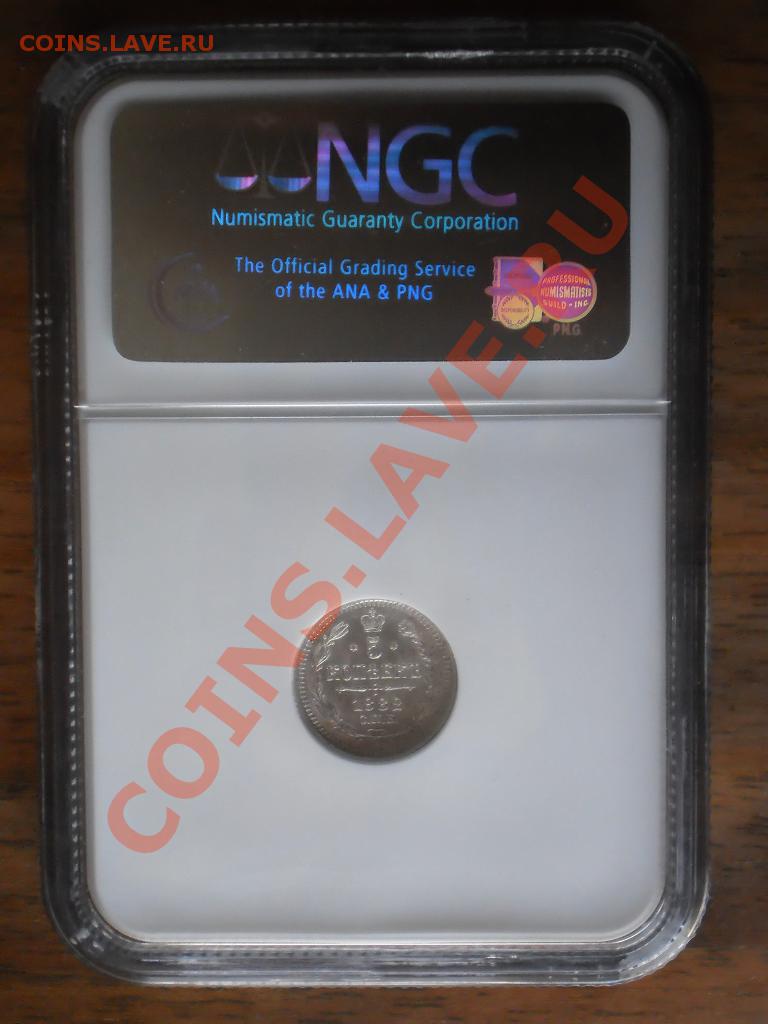 COINS.LAVE.RU
NGC
Numismatic Guaranty Corporation
The Official Grading Service
of the ANA & PNG
PROFESSIONAL
NUMISMATISTS
GUILD - INC.
P.N.G.
COINS.LAVE.RU
5
КОПѢЕКЪ
1882
С.П.Б.